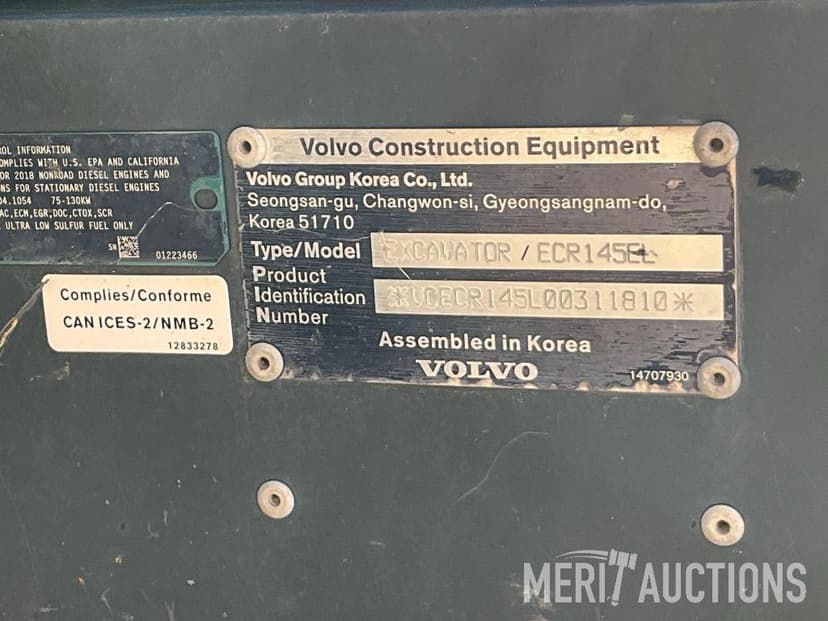 ROL INFORMATION
OMPLIES WITH U.S. EPA AND CALIFORNIA
OR 2018 NONROAD DIESEL ENGINES AND
NS FOR STATIONARY DIESEL ENGINES
04.1054 75-130KW
AC,ECM,EGR,DOC,CTOX,SCR
ULTRA LOW SULFUR FUEL ONLY
SN 01223466
Complies/Conforme
CAN ICES-2/NMB-2
12833278
Volvo Construction Equipment
Volvo Group Korea Co., Ltd.
Seongsan-gu, Changwon-si, Gyeongsangnam-do,
Korea 51710
Type/Model EXCAVATOR / ECR145EL
Product
Identification *VCECR145L00311810*
Number
Assembled in Korea
VOLVO
14707930
MERIT AUCTIONS